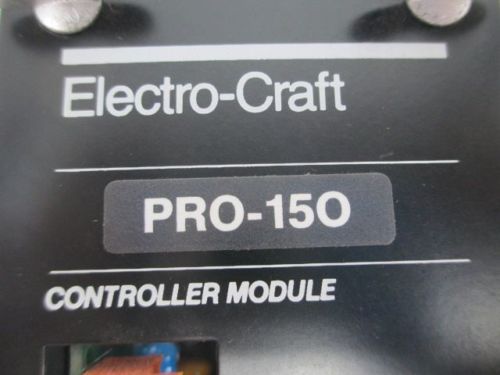 Electro-Craft
PRO-150
CONTROLLER MODULE